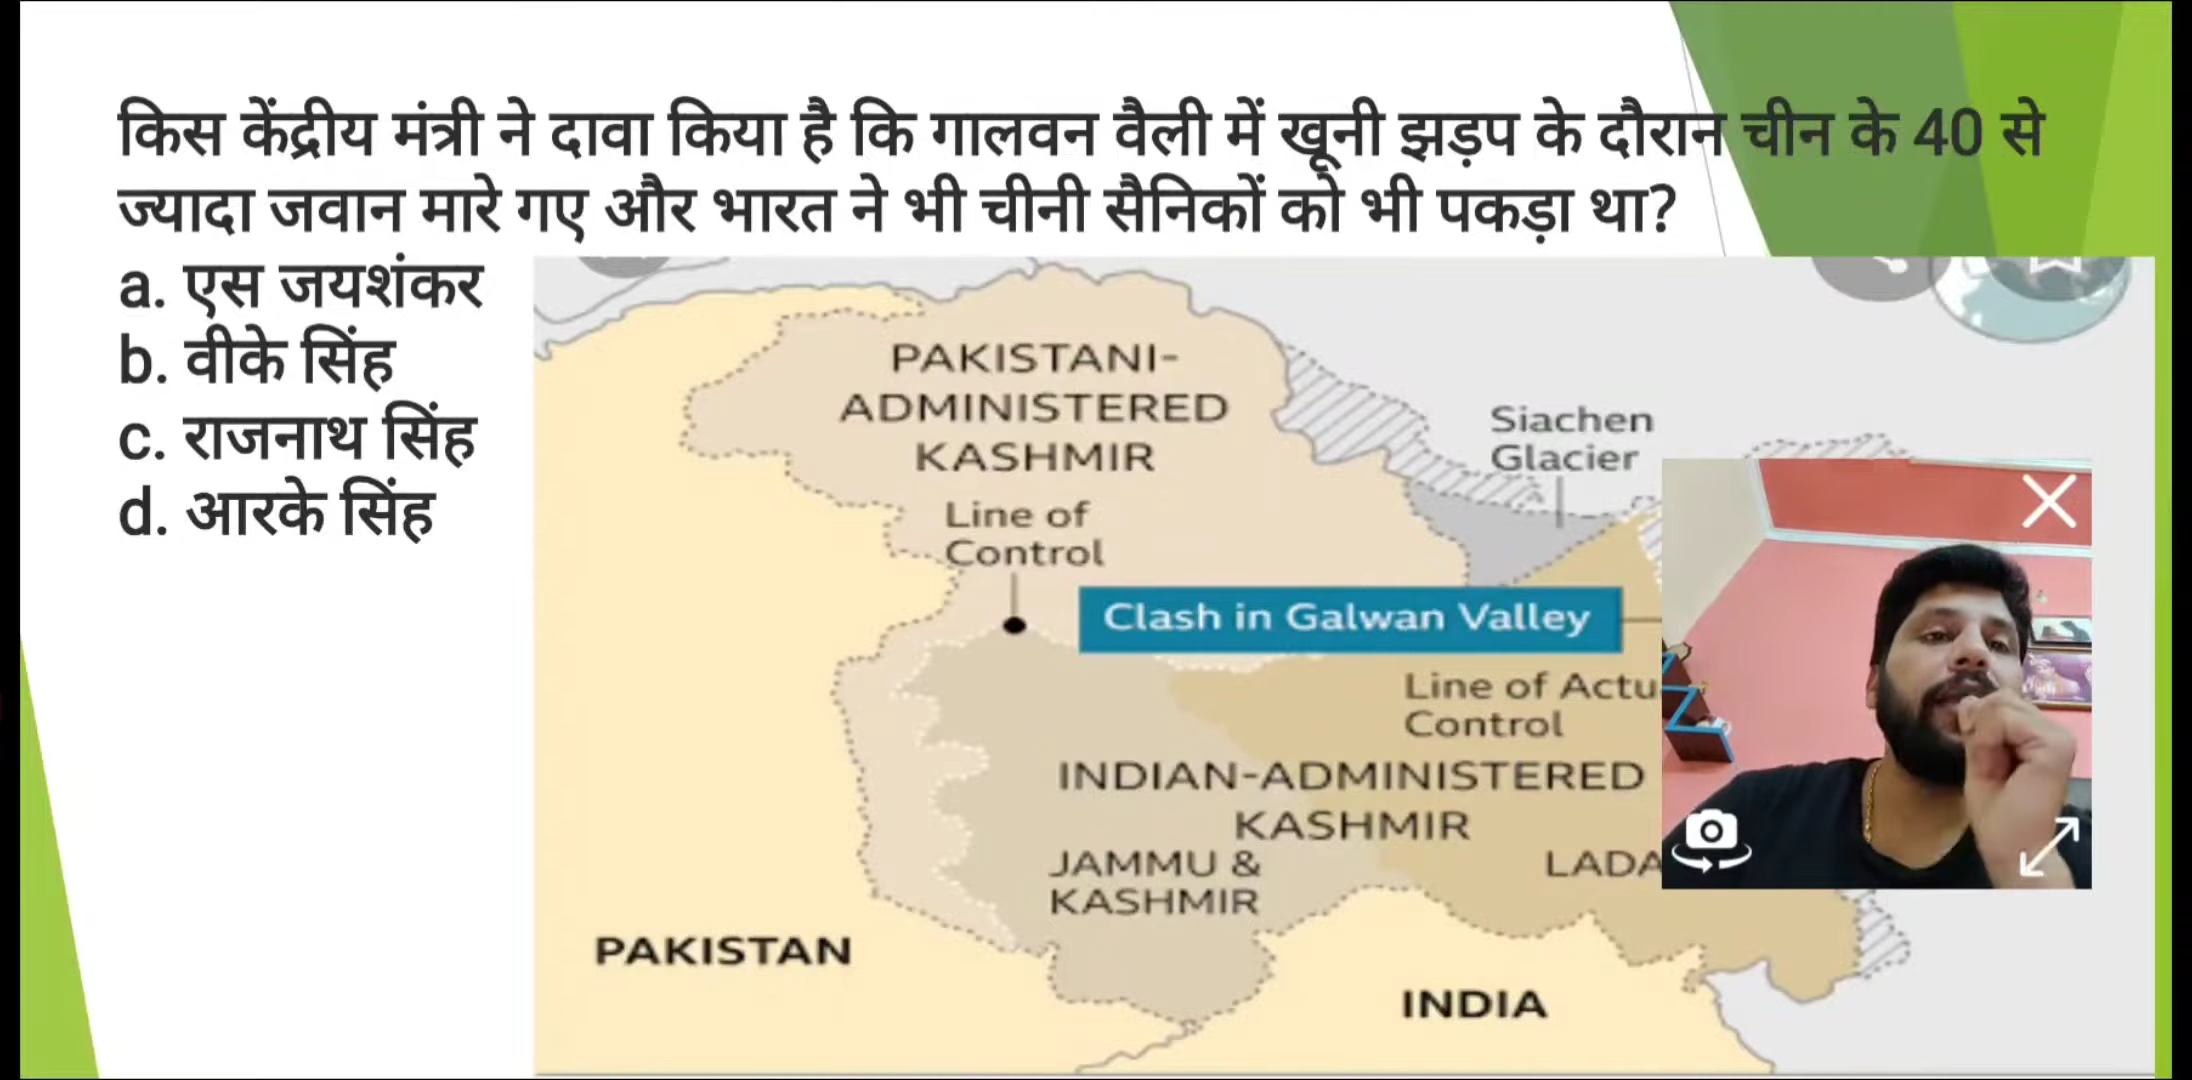 किस केंद्रीय मंत्री ने दावा किया है कि गालवन वैली में खूनी झड़प के दौरान चीन के 40 से
ज्यादा जवान मारे गए और भारत ने भी चीनी सैनिकों को भी पकड़ा था?
a. एस जयशंकर
b. वीके सिंह
c. राजनाथ सिंह
d. आरके सिंह
PAKISTANI-
ADMINISTERED
KASHMIR
Siachen
Glacier
Line of
Control
Clash in Galwan Valley
Line of Actu
Control
INDIAN-ADMINISTERED
KASHMIR
JAMMU &
KASHMIR
LADA
PAKISTAN
INDIA